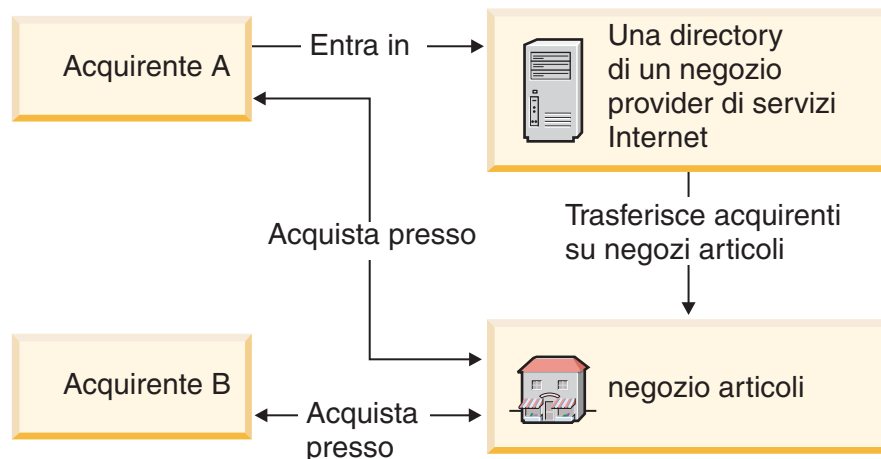 Acquirente A
Entra in
Una directory
di un negozio
provider di servizi
Internet
Acquista presso
Trasferisce acquirenti
su negozi articoli
Acquirente B
Acquista
presso
negozio articoli